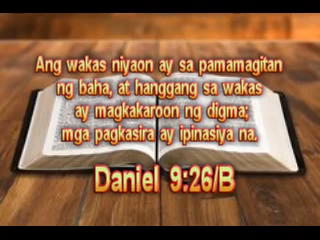 Ang wakas niyaon ay sa pamamagitan
ng baha, at hanggang sa wakas
ay magkakaroon ng digma;
mga pagkasira ay ipinasiya na.
Daniel 9:26/B